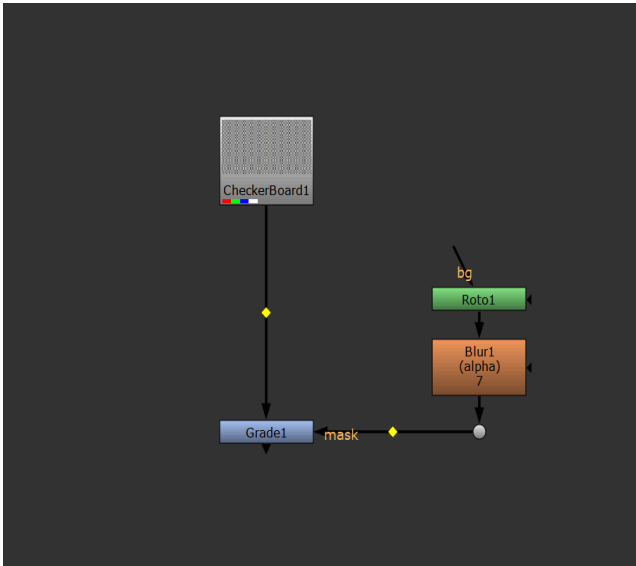 CheckerBoard1
bg
Roto1
Blur1
(alpha)
7
Grade1
mask